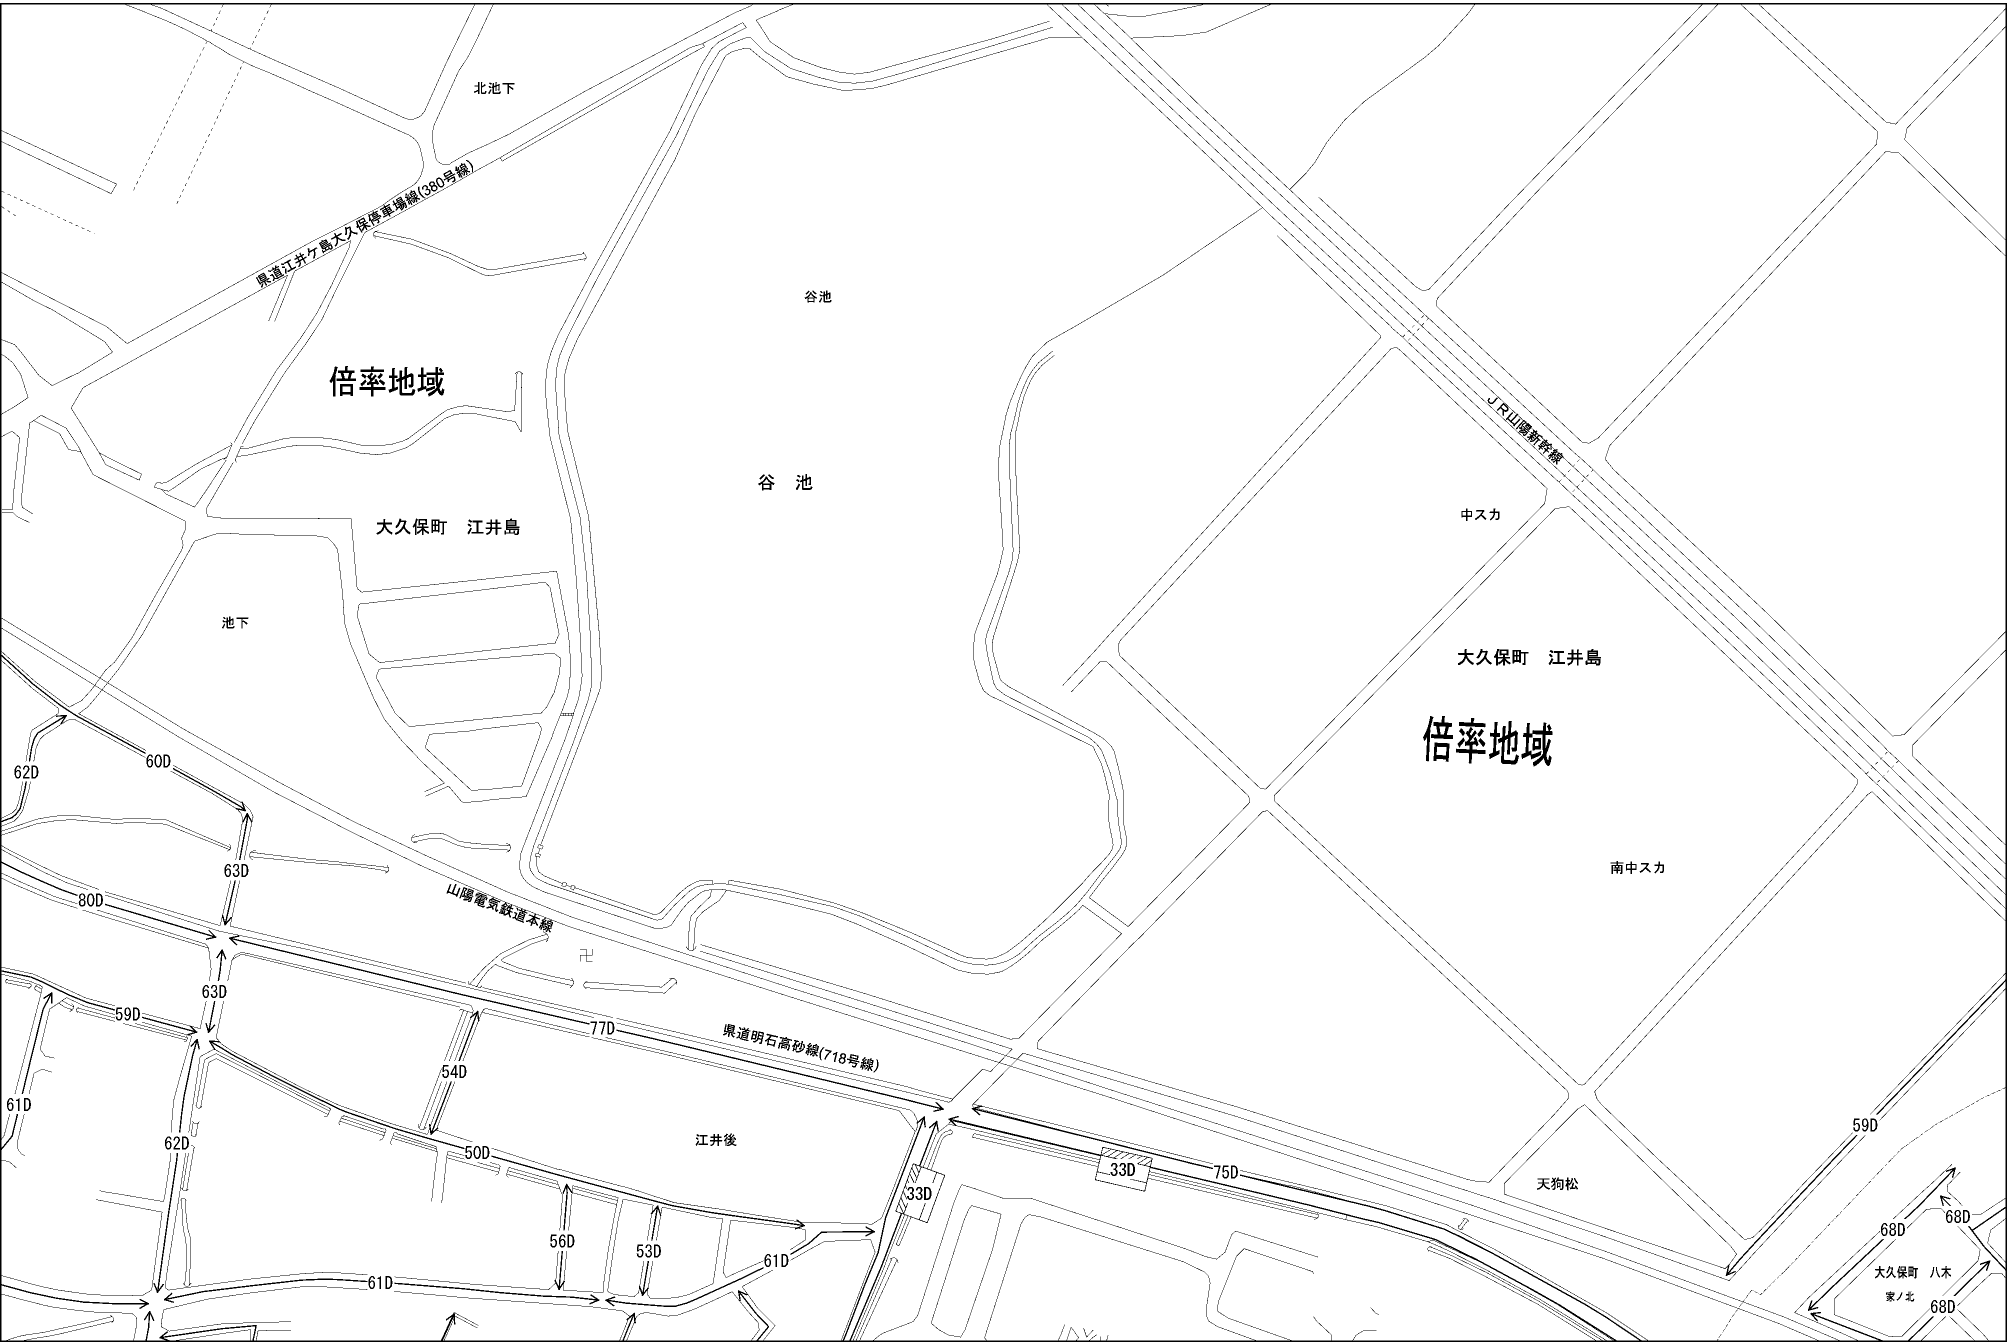 北池下
県道江井ケ島大久保停車場線(380号線)
谷池
倍率地域
JR山陽新幹線
谷　池
中スカ
大久保町　江井島
池下
大久保町　江井島
倍率地域
60D
62D
63D
南中スカ
80D
山陽電気鉄道本線
卍
63D
59D
77D
県道明石高砂線(718号線)
54D
61D
62D
50D
江井後
59D
33D
75D
33D
天狗松
68D
68D
56D
53D
61D
61D
大久保町　八木
家ノ北
68D